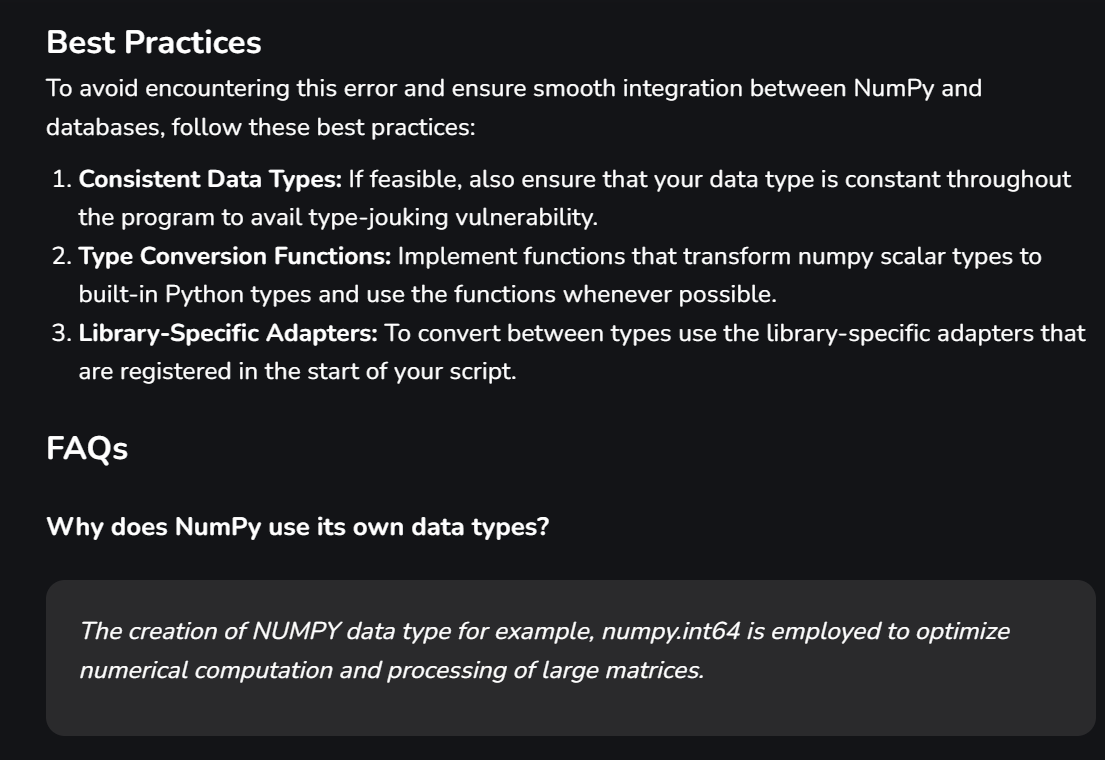 Best Practices
To avoid encountering this error and ensure smooth integration between NumPy and
databases, follow these best practices:
1. Consistent Data Types: If feasible, also ensure that your data type is constant throughout
the program to avail type-jouking vulnerability.
2. Type Conversion Functions: Implement functions that transform numpy scalar types to
built-in Python types and use the functions whenever possible.
3. Library-Specific Adapters: To convert between types use the library-specific adapters that
are registered in the start of your script.
FAQs
Why does NumPy use its own data types?
The creation of NUMPY data type for example, numpy.int64 is employed to optimize
numerical computation and processing of large matrices.